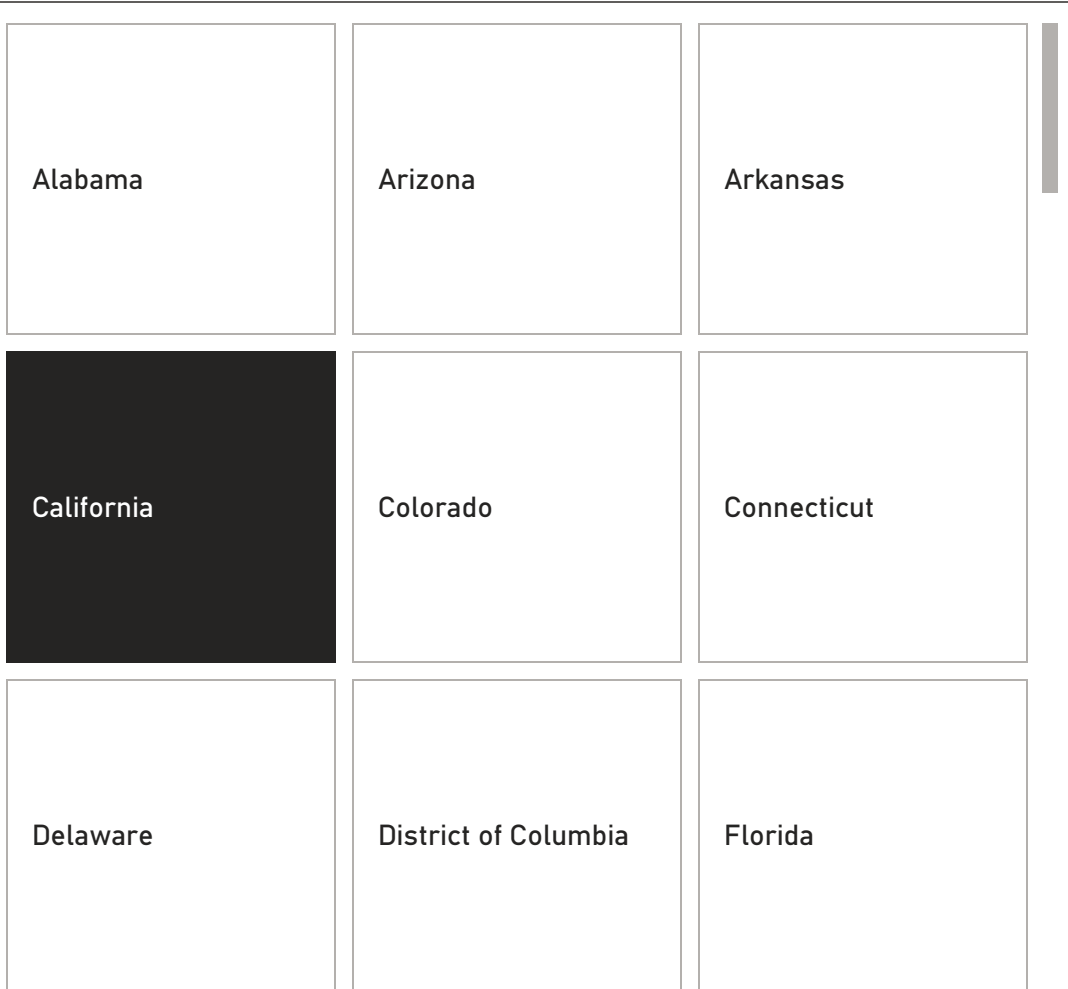 Alabama
Arizona
Arkansas
California
Colorado
Connecticut
Delaware
District of Columbia
Florida